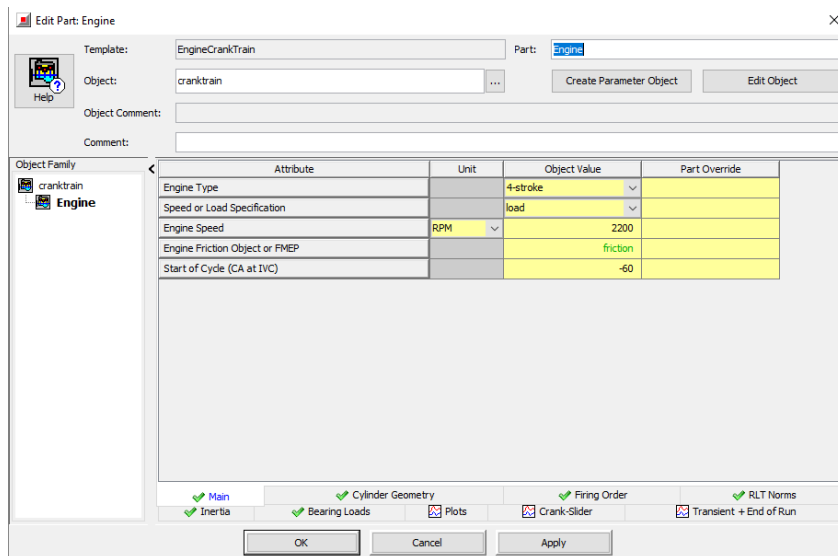 Edit Part: Engine
Template: EngineCrankTrain Part: Engine
Help
Object: cranktrain ... Create Parameter Object Edit Object
Object Comment:
Comment:
Object Family
cranktrain
Engine
Attribute Unit Object Value Part Override
Engine Type 4-stroke
Speed or Load Specification load
Engine Speed RPM 2200
Engine Friction Object or FMEP friction
Start of Cycle (CA at IVC) -60
Main Cylinder Geometry Firing Order RLT Norms
Inertia Bearing Loads Plots Crank-Slider Transient + End of Run
OK Cancel Apply